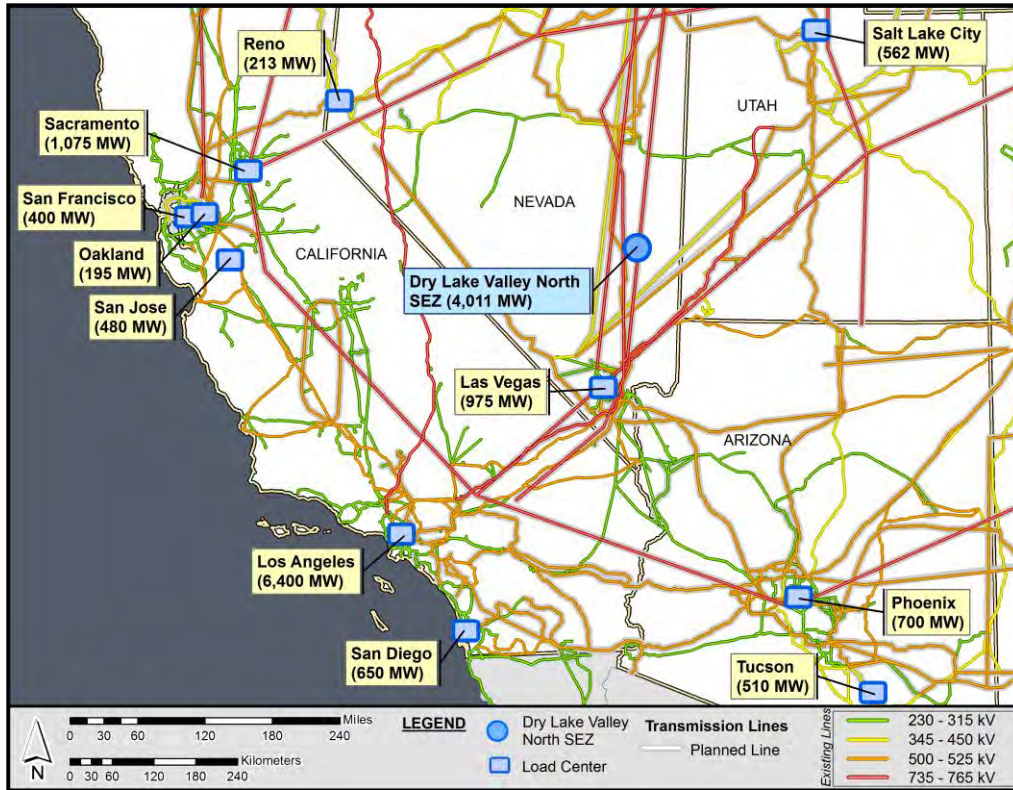 Reno
(213 MW)
Salt Lake City
(562 MW)
UTAH
Sacramento
(1,075 MW)
San Francisco
(400 MW)
NEVADA
Oakland
(195 MW)
CALIFORNIA
Dry Lake Valley North
SEZ (4,011 MW)
San Jose
(480 MW)
Las Vegas
(975 MW)
ARIZONA
Los Angeles
(6,400 MW)
Phoenix
(700 MW)
San Diego
(650 MW)
Tucson
(510 MW)
N
Miles
0 30 60 120 180 240
Kilometers
0 30 60 120 180 240
LEGEND
Dry Lake Valley
North SEZ
Load Center
Transmission Lines
Planned Line
Existing Lines
230 - 315 kV
345 - 450 kV
500 - 525 kV
735 - 765 kV